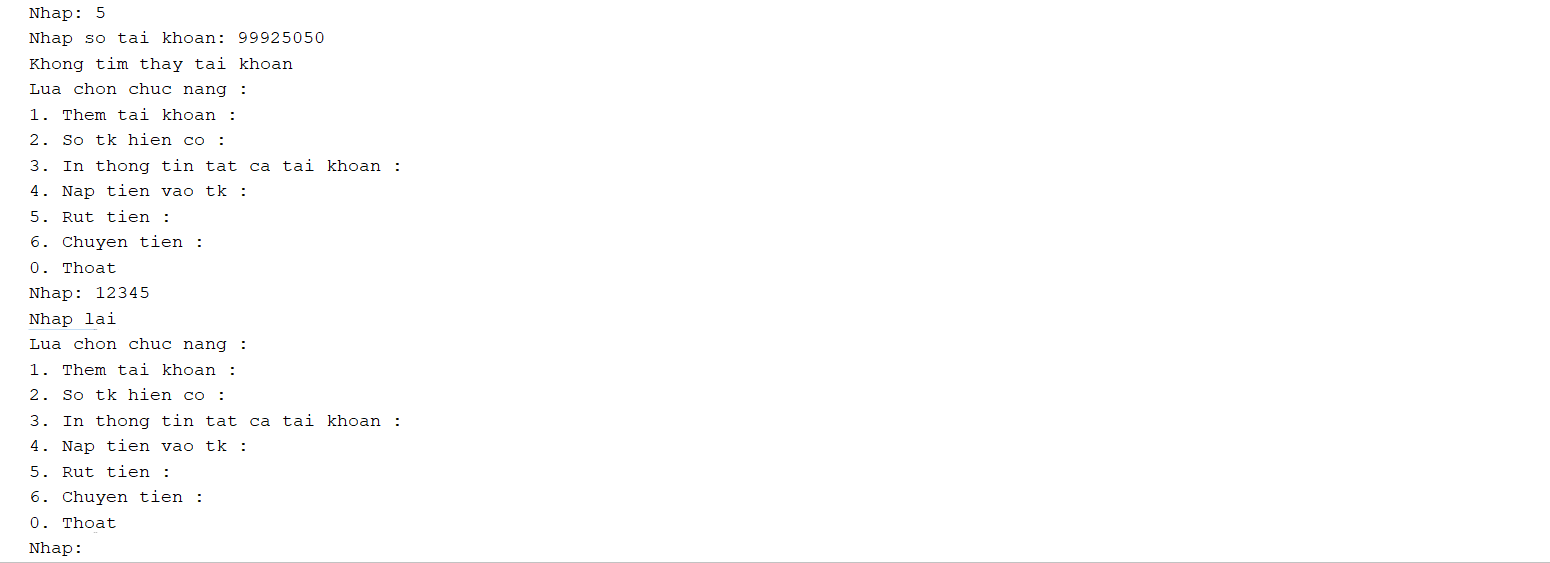 Nhap: 5
Nhap so tai khoan: 99925050
Khong tim thay tai khoan
Lua chon chuc nang :
1. Them tai khoan :
2. So tk hien co :
3. In thong tin tat ca tai khoan :
4. Nap tien vao tk :
5. Rut tien :
6. Chuyen tien :
0. Thoat
Nhap: 12345
Nhap lai
Lua chon chuc nang :
1. Them tai khoan :
2. So tk hien co :
3. In thong tin tat ca tai khoan :
4. Nap tien vao tk :
5. Rut tien :
6. Chuyen tien :
0. Thoat
Nhap: